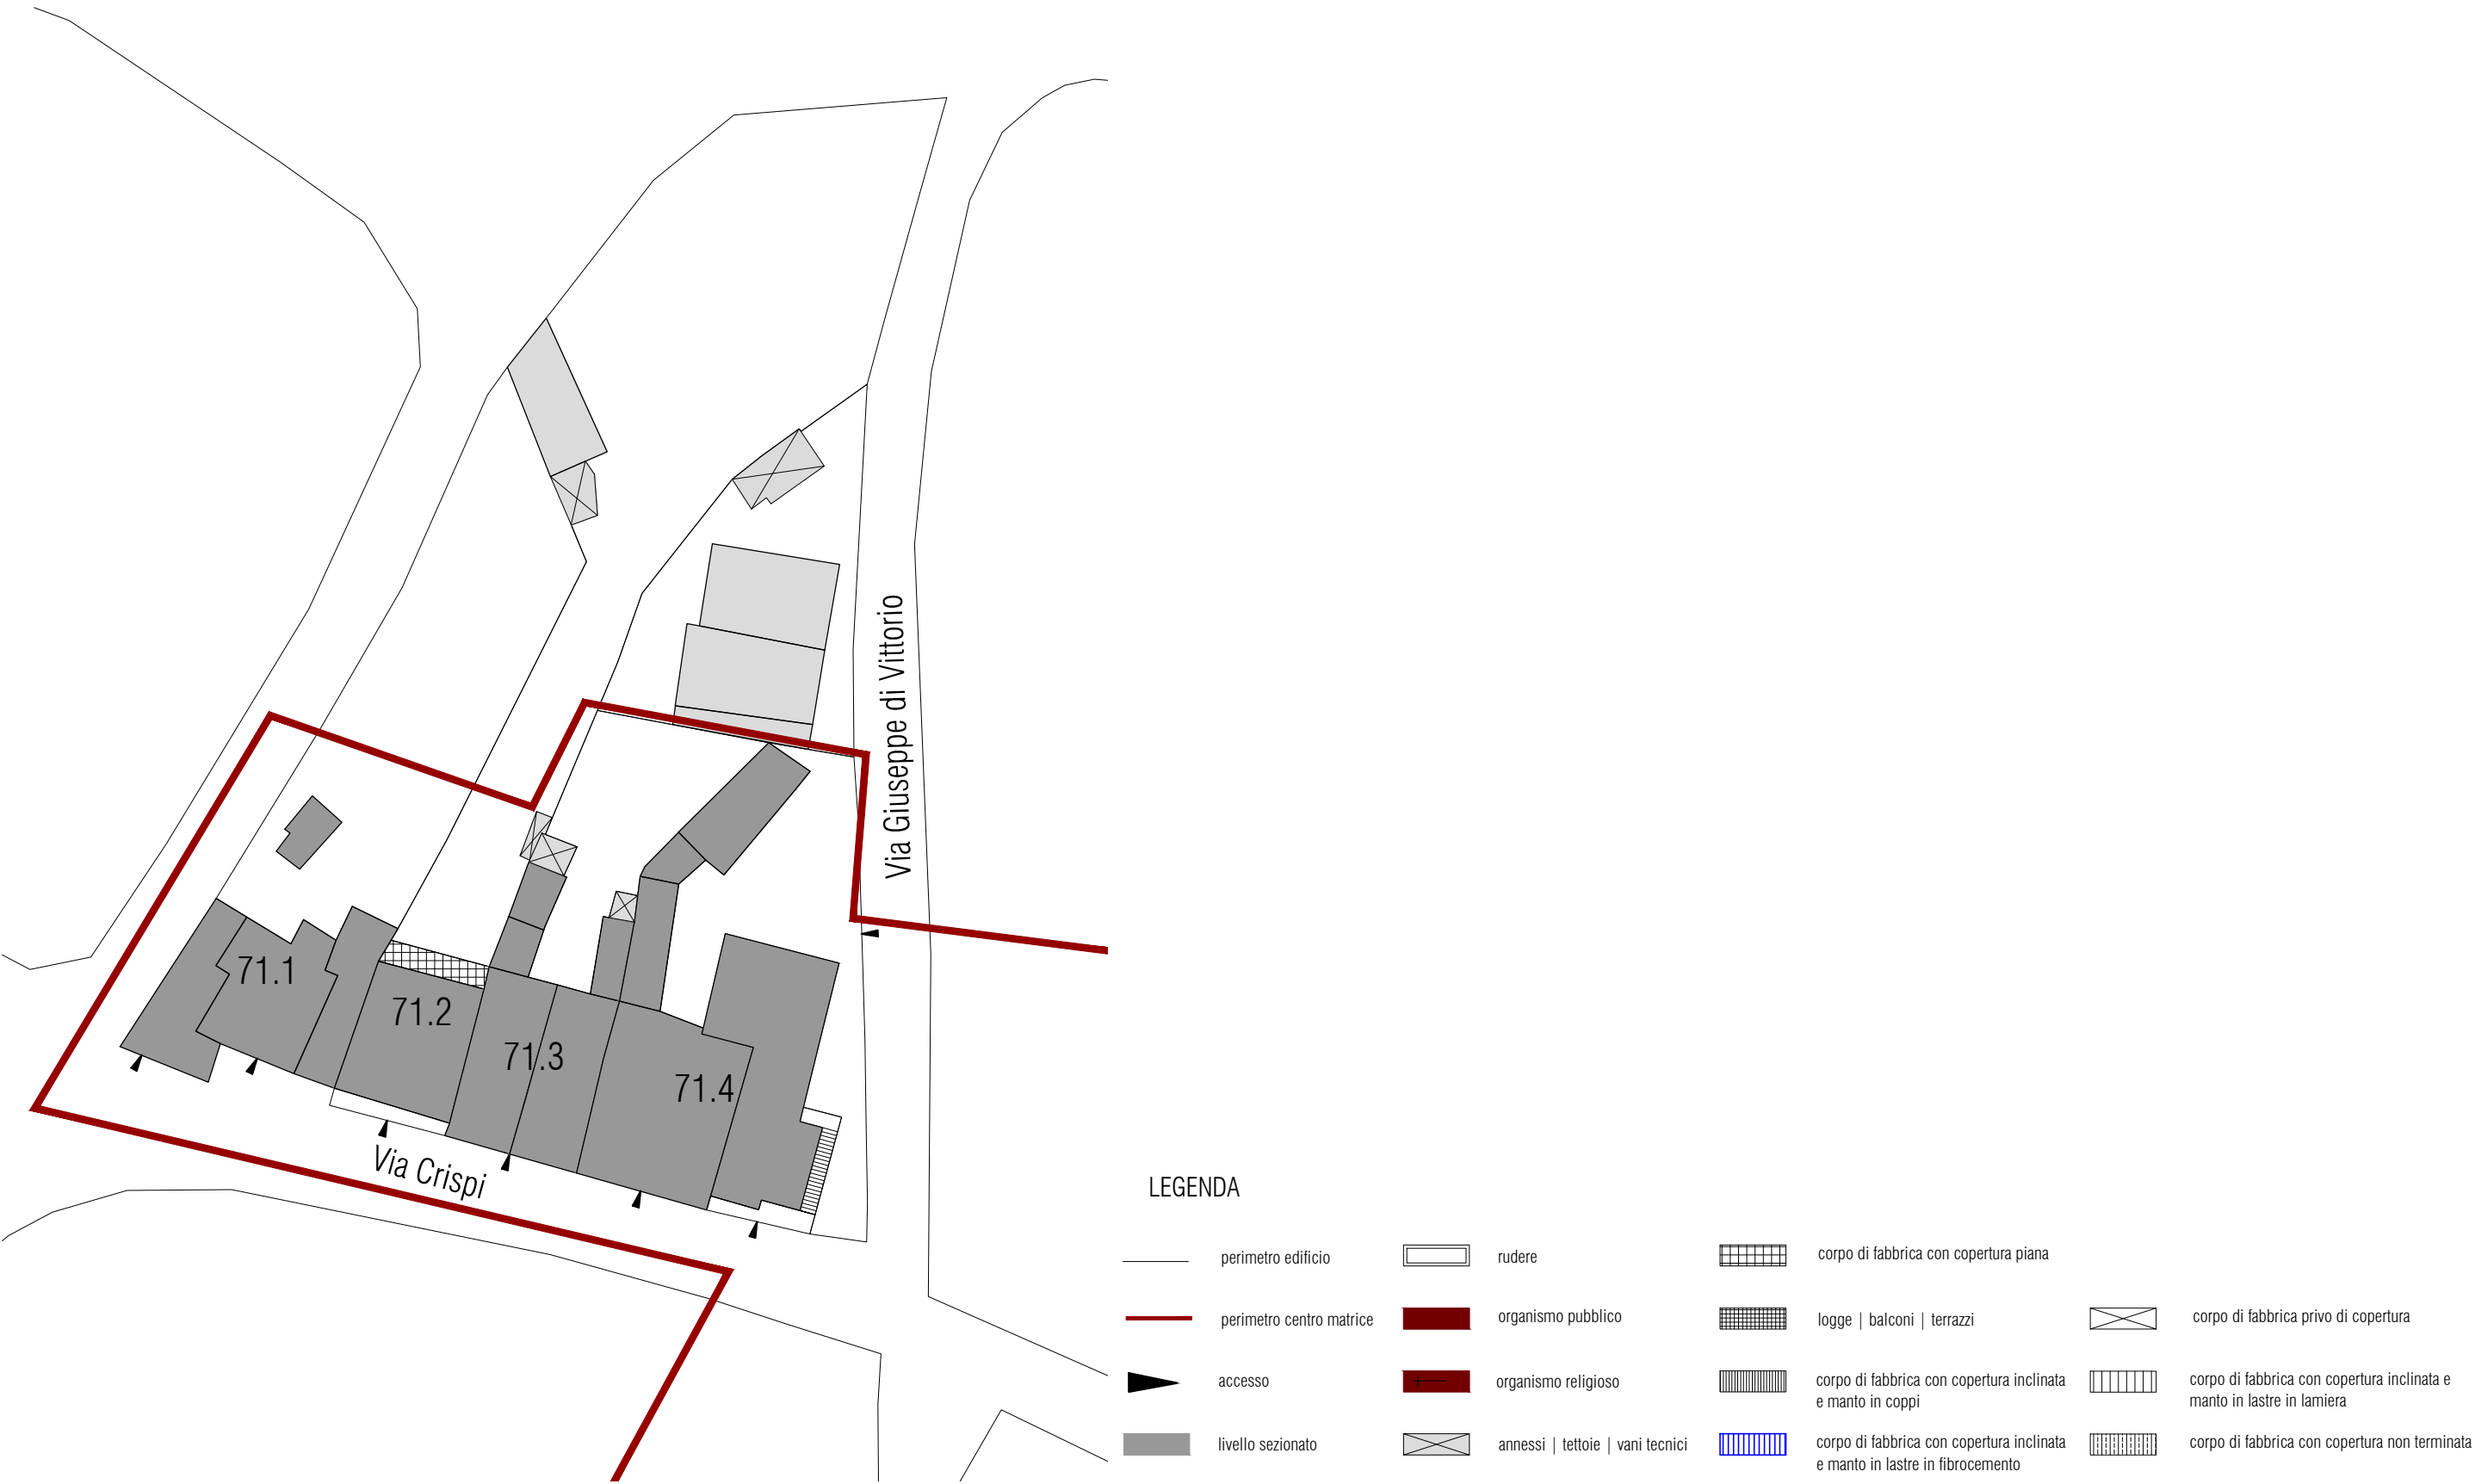 Via Giuseppe di Vittorio
71.1
71.2
71.3
71.4
Via Crispi
LEGENDA
perimetro edificio
perimetro centro matrice
accesso
livello sezionato
rudere
organismo pubblico
organismo religioso
annessi | tettoie | vani tecnici
corpo di fabbrica con copertura piana
logge | balconi | terrazzi
corpo di fabbrica con copertura inclinata
e manto in coppi
corpo di fabbrica con copertura inclinata
e manto in lastre in fibrocemento
corpo di fabbrica privo di copertura
corpo di fabbrica con copertura inclinata e
manto in lastre in lamiera
corpo di fabbrica con copertura non terminata